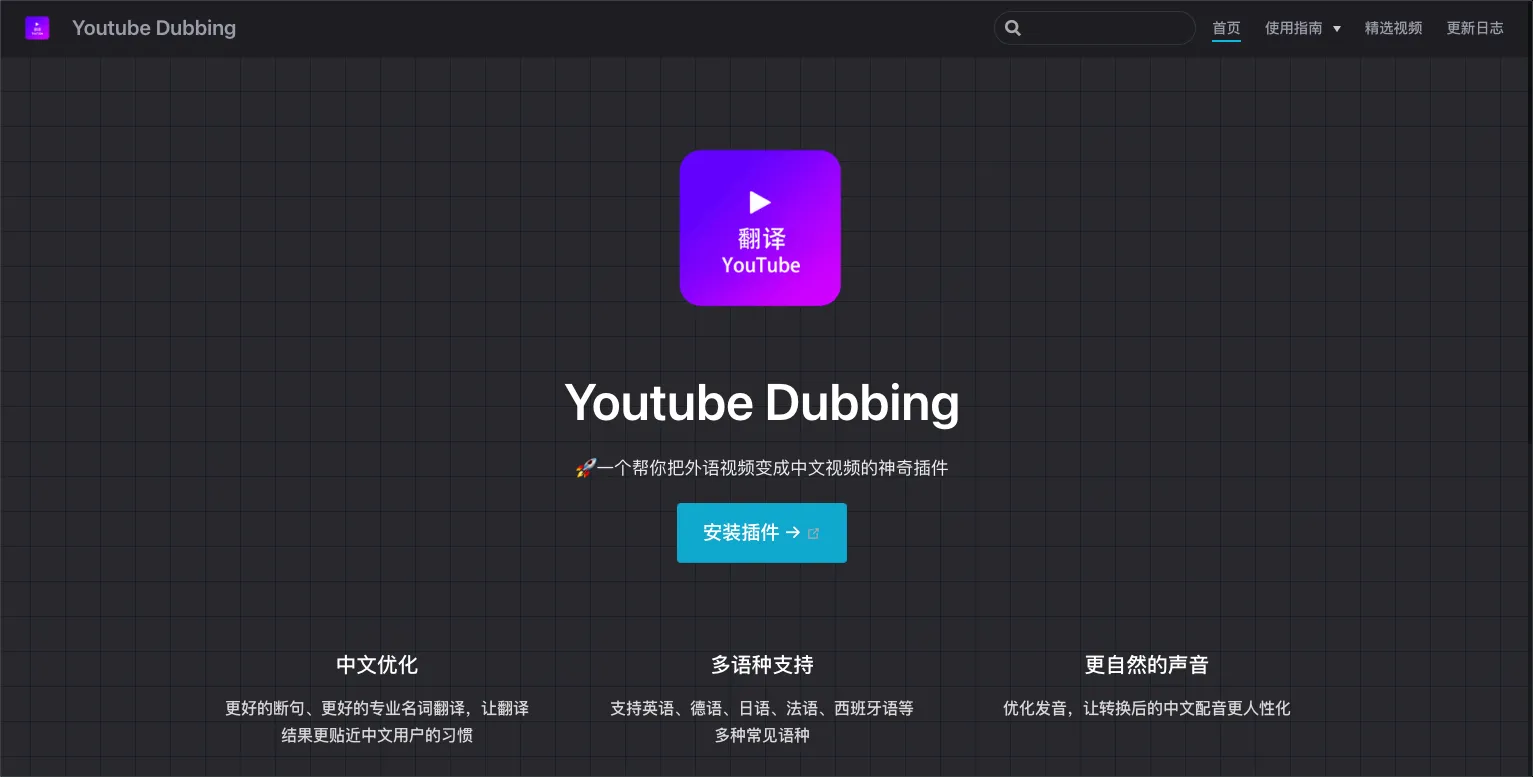 Youtube Dubbing
首页 使用指南 精选视频 更新日志
翻译
YouTube
Youtube Dubbing
🚀一个帮你把外语视频变成中文视频的神奇插件
安装插件 →
中文优化
更好的断句、更好的专业名词翻译，让翻译
结果更贴近中文用户的习惯
多语种支持
支持英语、德语、日语、法语、西班牙语等
多种常见语种
更自然的声音
优化发音，让转换后的中文配音更人性化